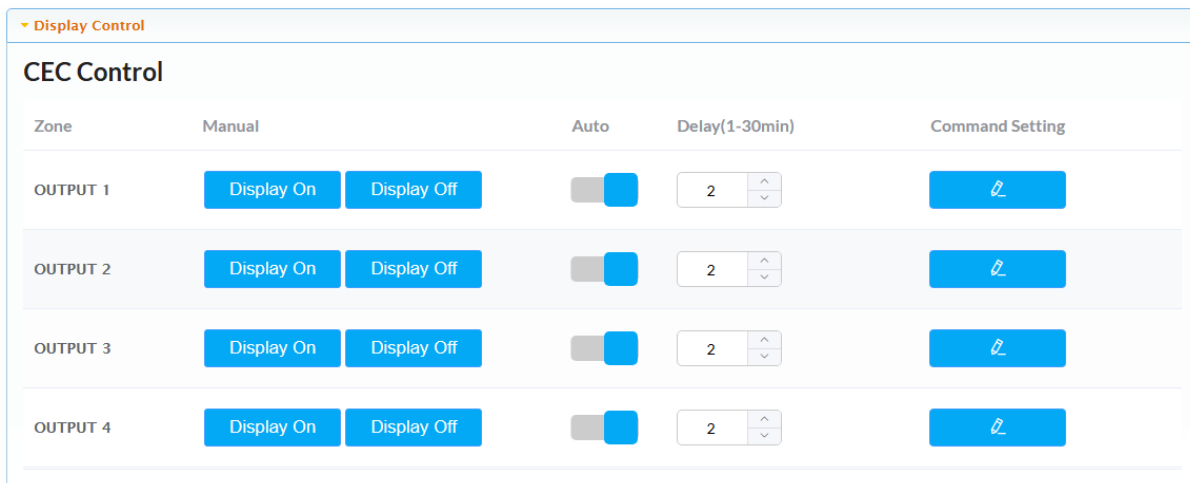 Display Control
CEC Control
Zone Manual Auto Delay(1-30min) Command Setting
OUTPUT 1 Display On Display Off 2
OUTPUT 2 Display On Display Off 2
OUTPUT 3 Display On Display Off 2
OUTPUT 4 Display On Display Off 2